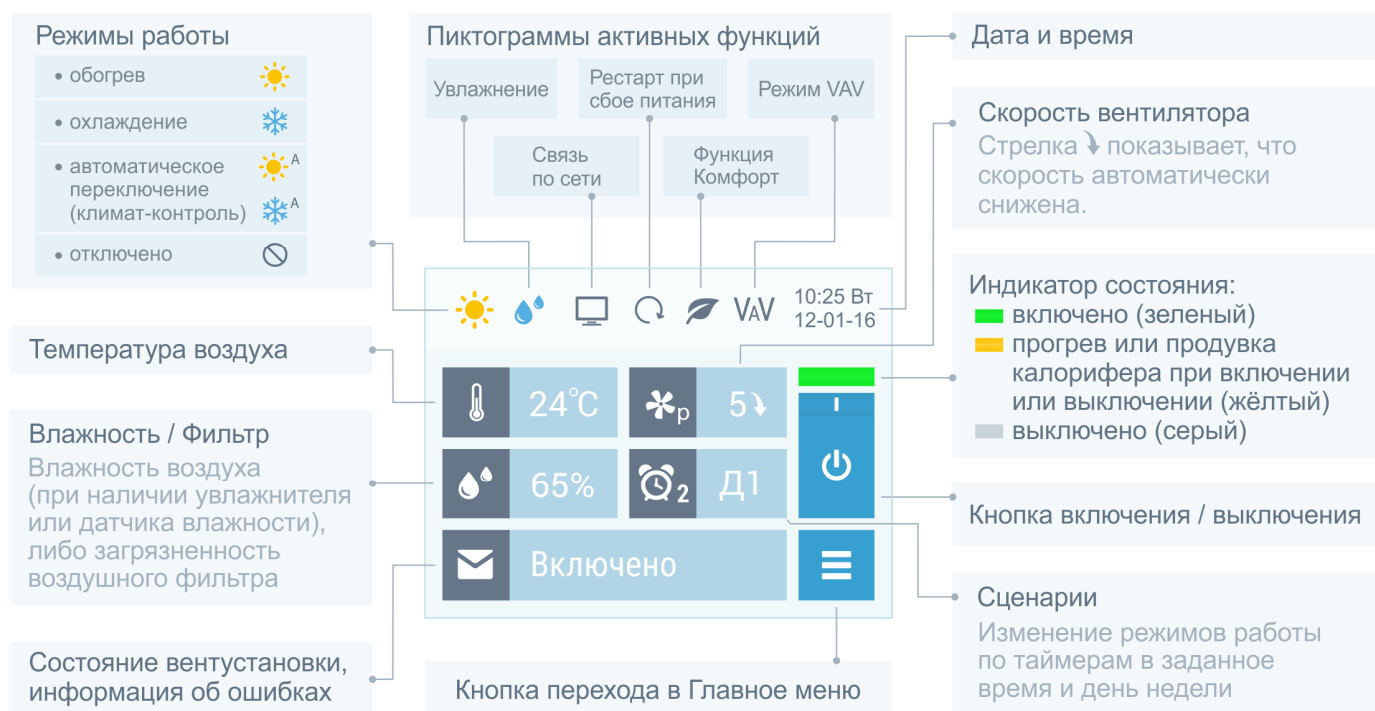 Режимы работы
• обогрев
• охлаждение
• автоматическое
переключение
(климат-контроль)
A
A
• отключено
Пиктограммы активных функций
Увлажнение
Рестарт при
сбое питания
Режим VAV
Связь
по сети
Функция
Комфорт
Дата и время
Скорость вентилятора
Стрелка показывает, что
скорость автоматически
снижена.
Индикатор состояния:
включено (зеленый)
прогрев или продувка
калорифера при включении
или выключении (жёлтый)
выключено (серый)
Кнопка включения / выключения
Сценарии
Изменение режимов работы
по таймерам в заданное
время и день недели
Температура воздуха
Влажность / Фильтр
Влажность воздуха
(при наличии увлажнителя
или датчика влажности),
либо загрязненность
воздушного фильтра
Состояние вентустановки,
информация об ошибках
VAV
10:25 Вт
12-01-16
24°C
p
5
65%
2
Д1
Включено
Кнопка перехода в Главное меню